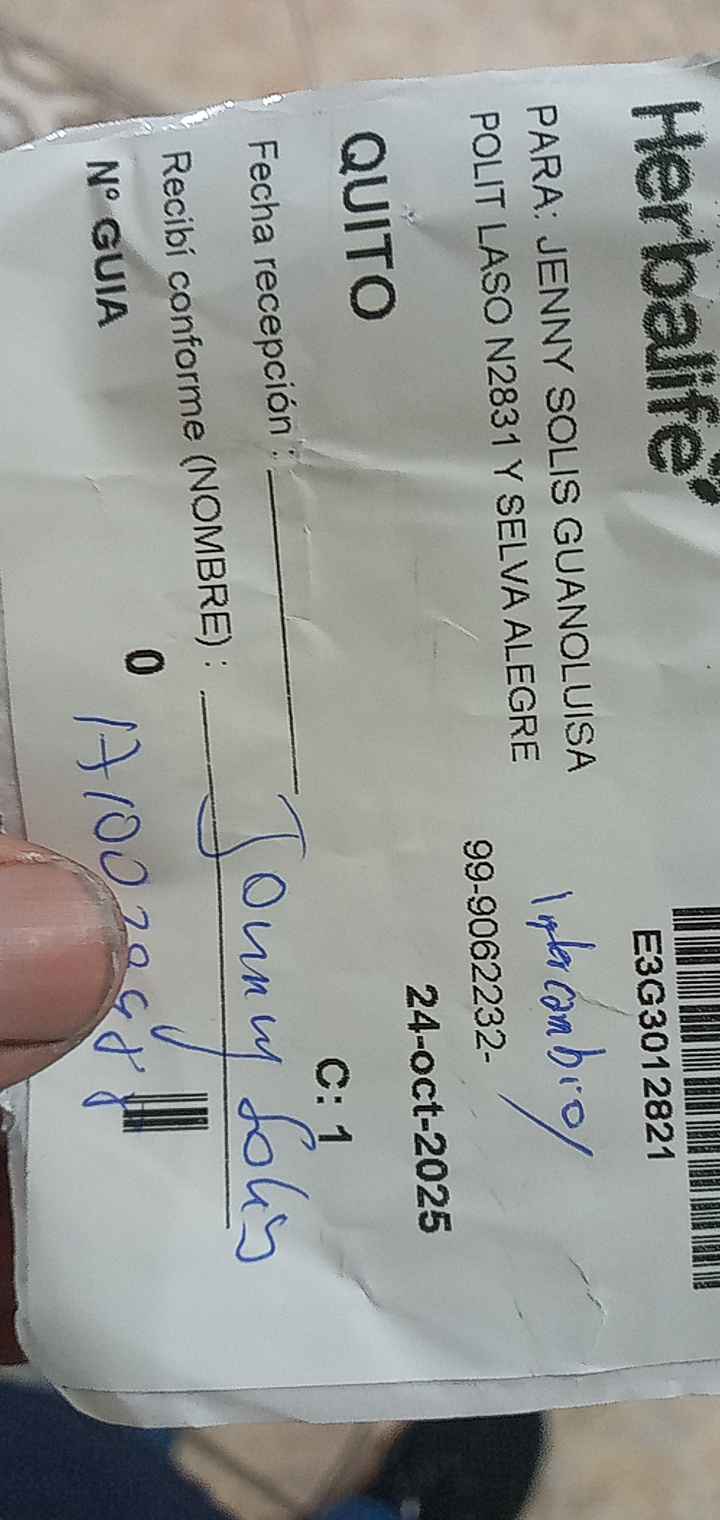 Herbalife
E3G3012821
PARA: JENNY SOLIS GUANOLUISA
Intercambio
POLIT LASO N2831 Y SELVA ALEGRE
99-9062232-
24-oct-2025
QUITO
C: 1
Fecha recepción :
Recibí conforme (NOMBRE) : Jenny Solis
Nº GUIA
0